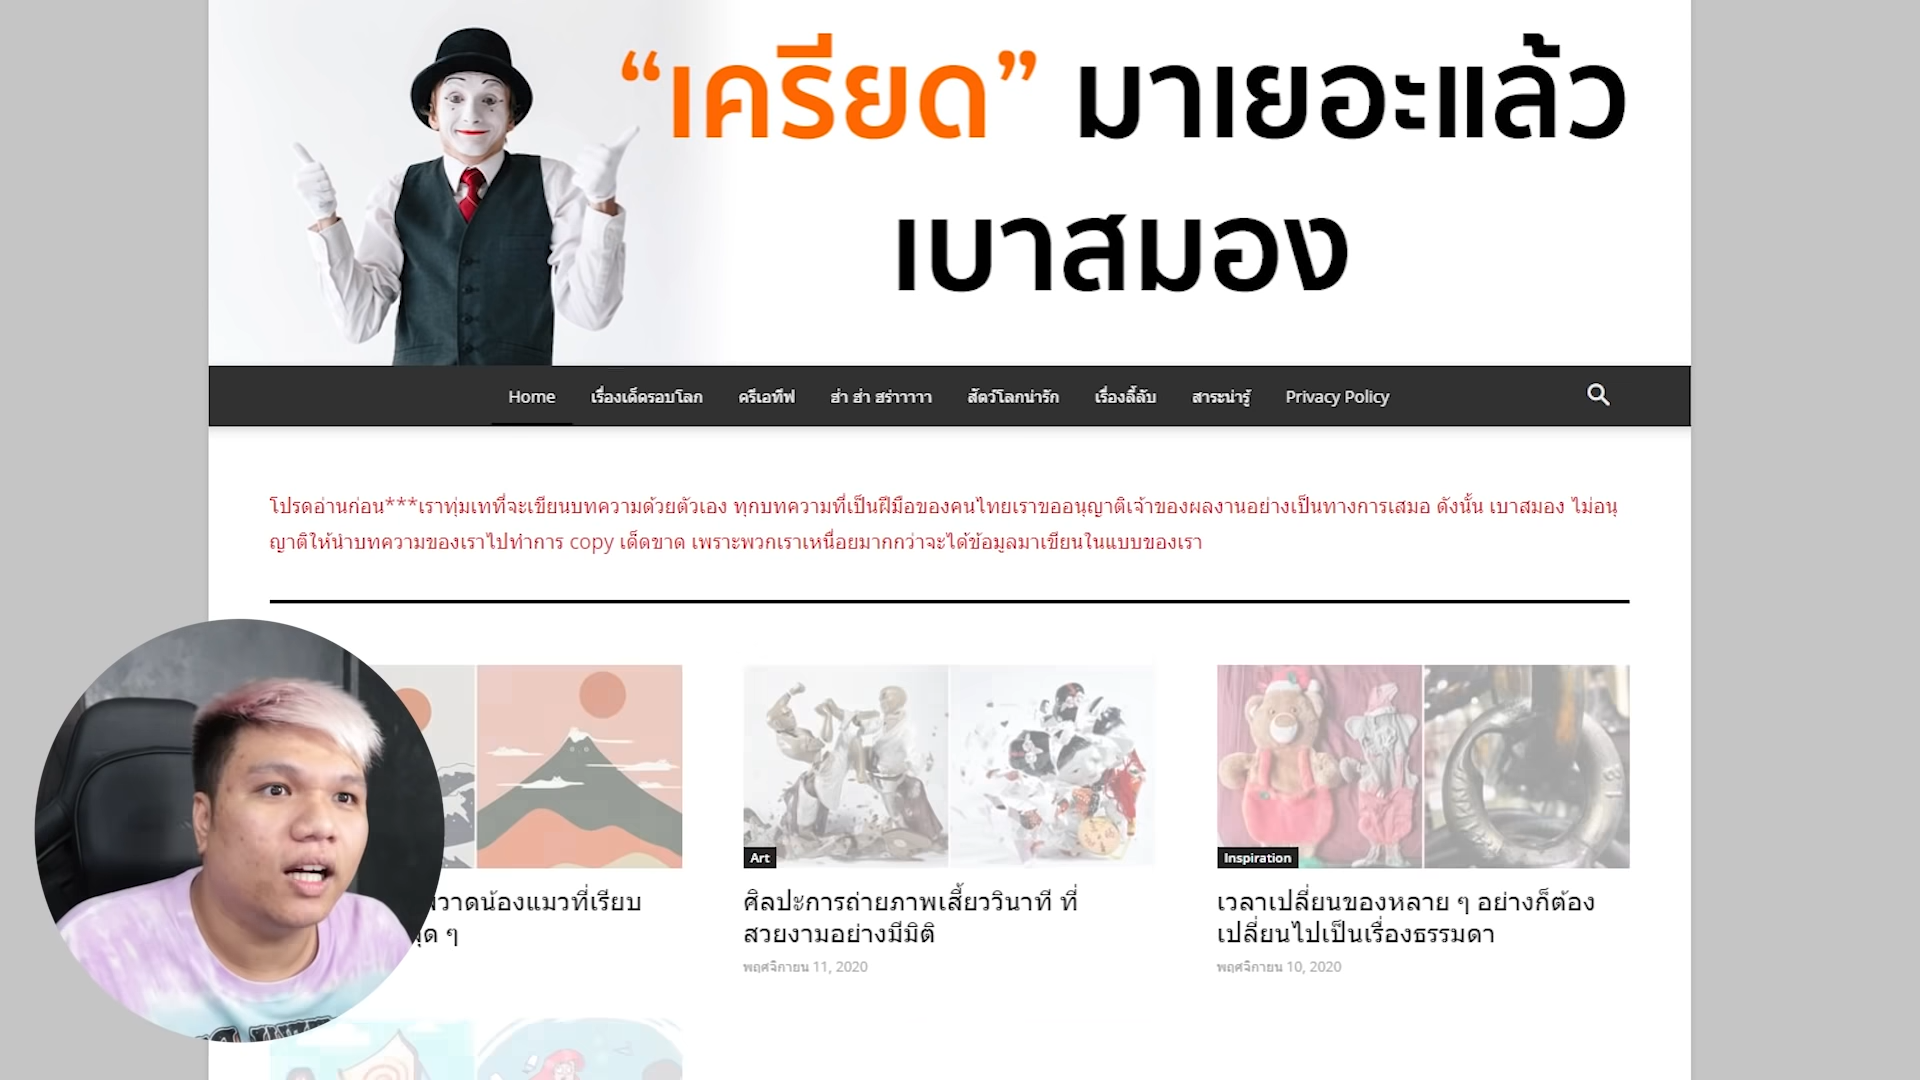 “เครียด” มาเยอะแล้ว
เบาสมอง
Home เรื่องเด็ดรอบโลก ครีเอทีฟ ฮ่า ฮ่า ฮร่าาาาา สัตว์โลกน่ารัก เรื่องลี้ลับ สาระน่ารู้ Privacy Policy
โปรดอ่านก่อน***เราทุ่มเทที่จะเขียนบทความด้วยตัวเอง ทุกบทความที่เป็นฝีมือของคนไทยเราขออนุญาติเจ้าของผลงานอย่างเป็นทางการเสมอ ดังนั้น เบาสมอง ไม่อนุ
ญาติให้นำบทความของเราไปทำการ copy เด็ดขาด เพราะพวกเราเหนื่อยมากกว่าจะได้ข้อมูลมาเขียนในแบบของเรา
วาดน้องแมวที่เรียบ
สุด ๆ
Art
ศิลปะการถ่ายภาพเสี้ยววินาที ที่
สวยงามอย่างมีมิติ
พฤศจิกายน 11, 2020
Inspiration
เวลาเปลี่ยนของหลาย ๆ อย่างก็ต้อง
เปลี่ยนไปเป็นเรื่องธรรมดา
พฤศจิกายน 10, 2020